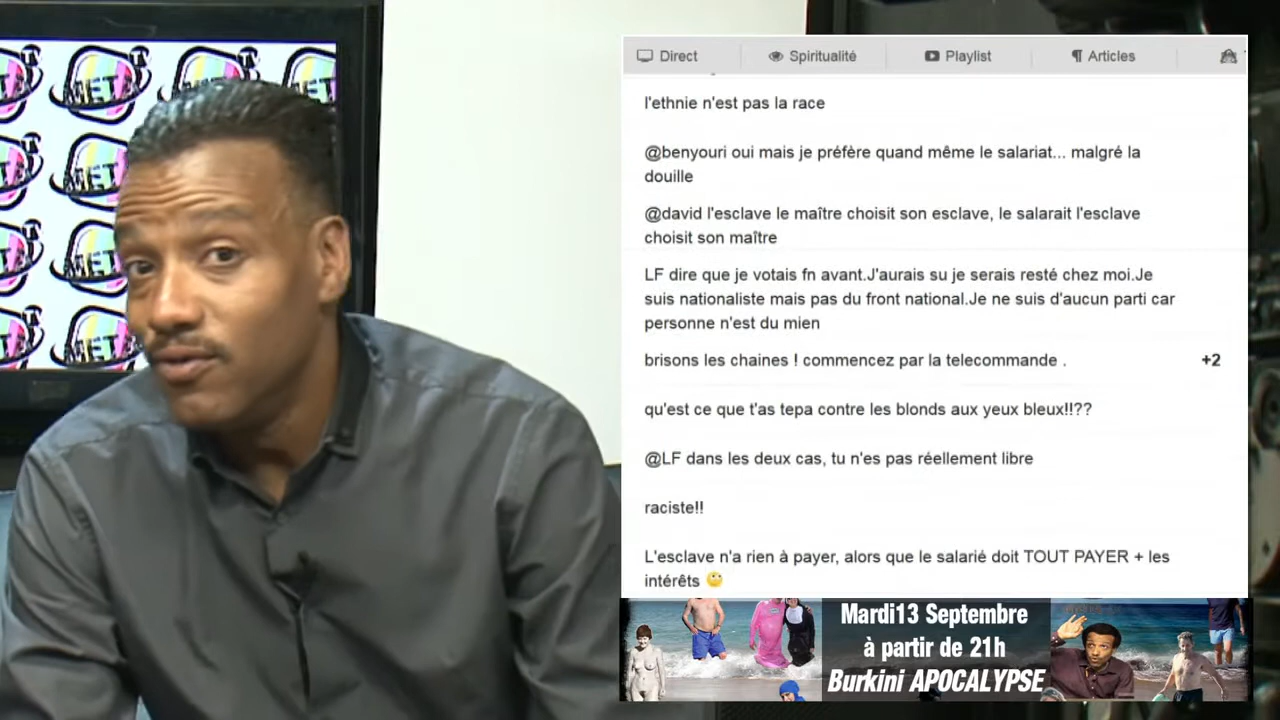 Direct
Spiritualité
Playlist
Articles
l'ethnie n'est pas la race
@benyouri oui mais je préfère quand même le salariat... malgré la
douille
@david l'esclave le maître choisit son esclave, le salarait l'esclave
choisit son maître
LF dire que je votais fn avant.J'aurais su je serais resté chez moi.Je
suis nationaliste mais pas du front national.Je ne suis d'aucun parti car
personne n'est du mien
brisons les chaines ! commencez par la telecommande .
+2
qu'est ce que t'as tepa contre les blonds aux yeux bleux!!??
@LF dans les deux cas, tu n'es pas réellement libre
raciste!!
L'esclave n'a rien à payer, alors que le salarié doit TOUT PAYER + les
intérêts 🙄
Mardi13 Septembre
à partir de 21h
Burkini APOCALYPSE